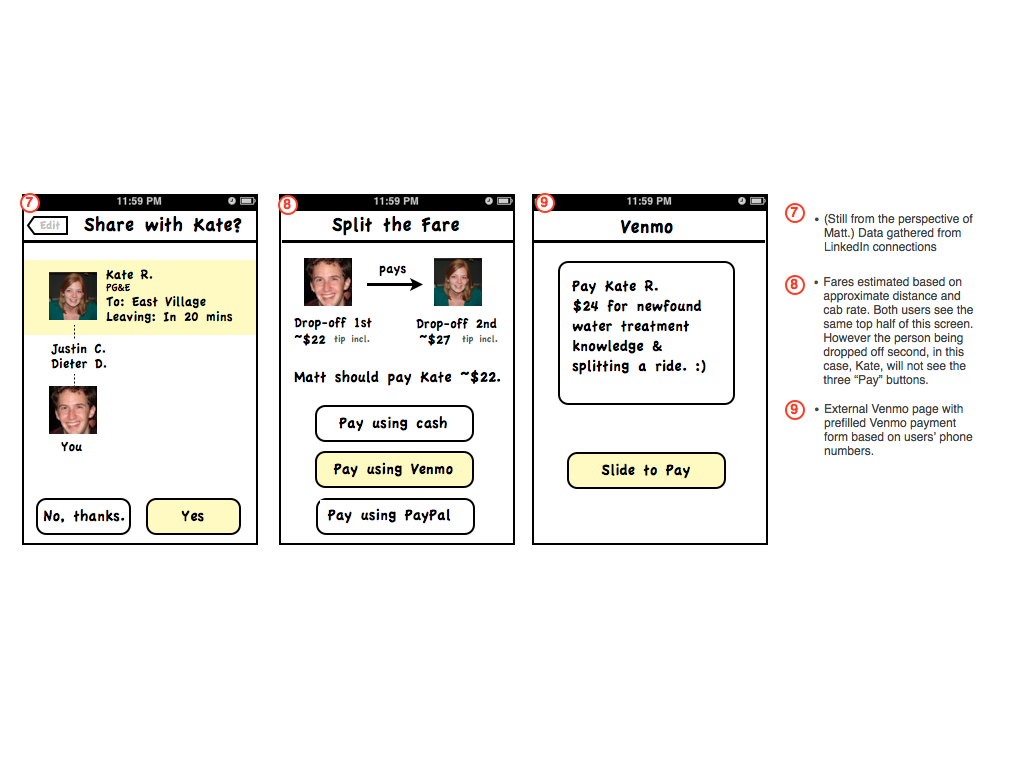 7
11:59 PM
Edit
Share with Kate?
Kate R.
PG&E
To: East Village
Leaving: In 20 mins
Justin C.
Dieter D.
You
No, thanks.
Yes
8
11:59 PM
Split the Fare
pays
Drop-off 1st
~$22 tip incl.
Drop-off 2nd
~$27 tip incl.
Matt should pay Kate ~$22.
Pay using cash
Pay using Venmo
Pay using PayPal
9
11:59 PM
Venmo
Pay Kate R.
$24 for newfound
water treatment
knowledge &
splitting a ride. :)
Slide to Pay
7
• (Still from the perspective of
Matt.) Data gathered from
LinkedIn connections
8
• Fares estimated based on
approximate distance and
cab rate. Both users see the
same top half of this screen.
However the person being
dropped off second, in this
case, Kate, will not see the
three “Pay” buttons.
9
• External Venmo page with
prefilled Venmo payment
form based on users’ phone
numbers.